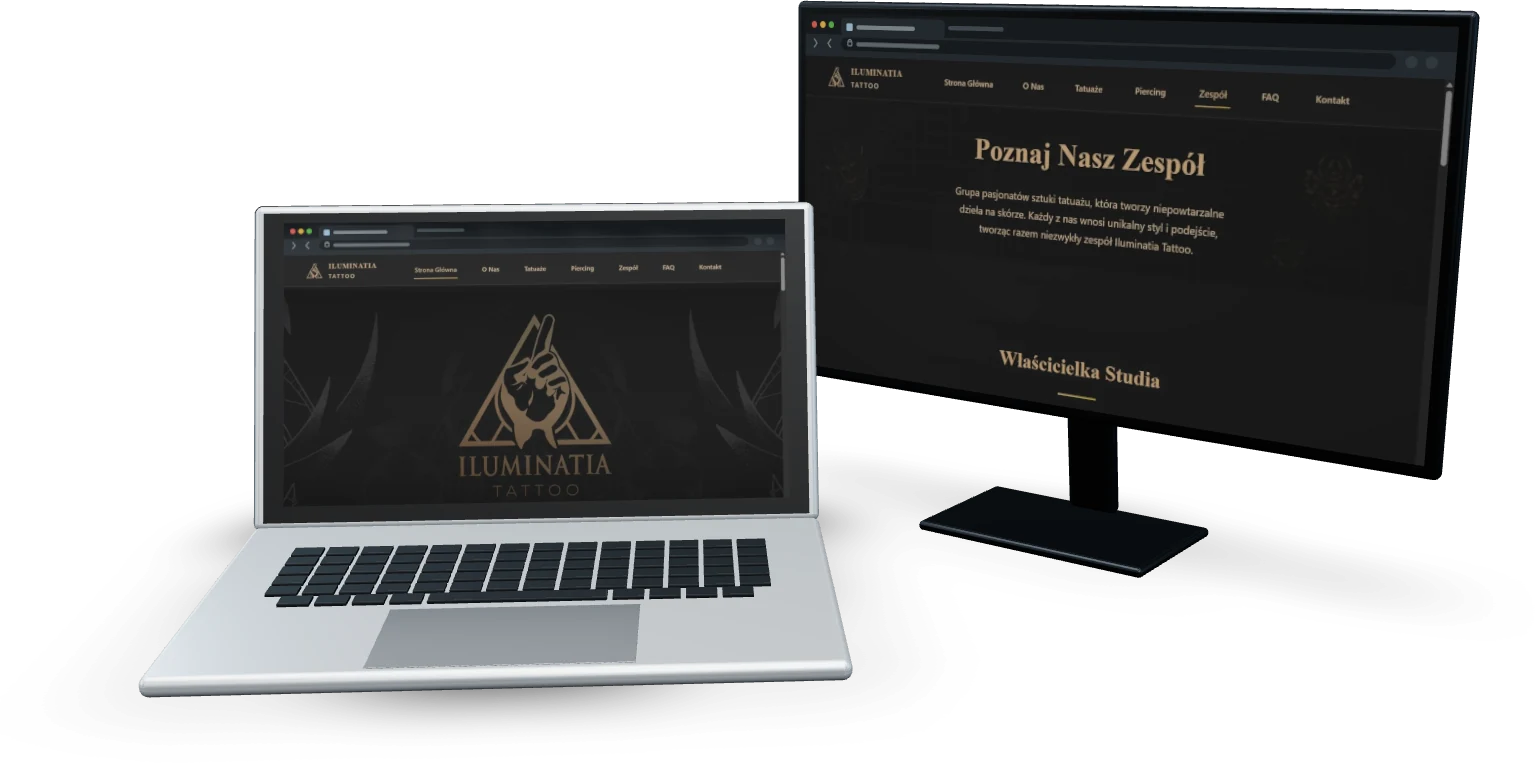 ILUMINATIA
TATTOO
Strona Główna
O Nas
Tatuaże
Piercing
Zespół
FAQ
Kontakt
ILUMINATIA
TATTOO
ILUMINATIA
TATTOO
Strona Główna
O Nas
Tatuaże
Piercing
Zespół
FAQ
Kontakt
Poznaj Nasz Zespół
Grupa pasjonatów sztuki tatuażu, która tworzy niepowtarzalne
dzieła na skórze. Każdy z nas wnosi unikalny styl i podejście,
tworząc razem niezwykły zespół Iluminatia Tattoo.
Właścicielka Studia